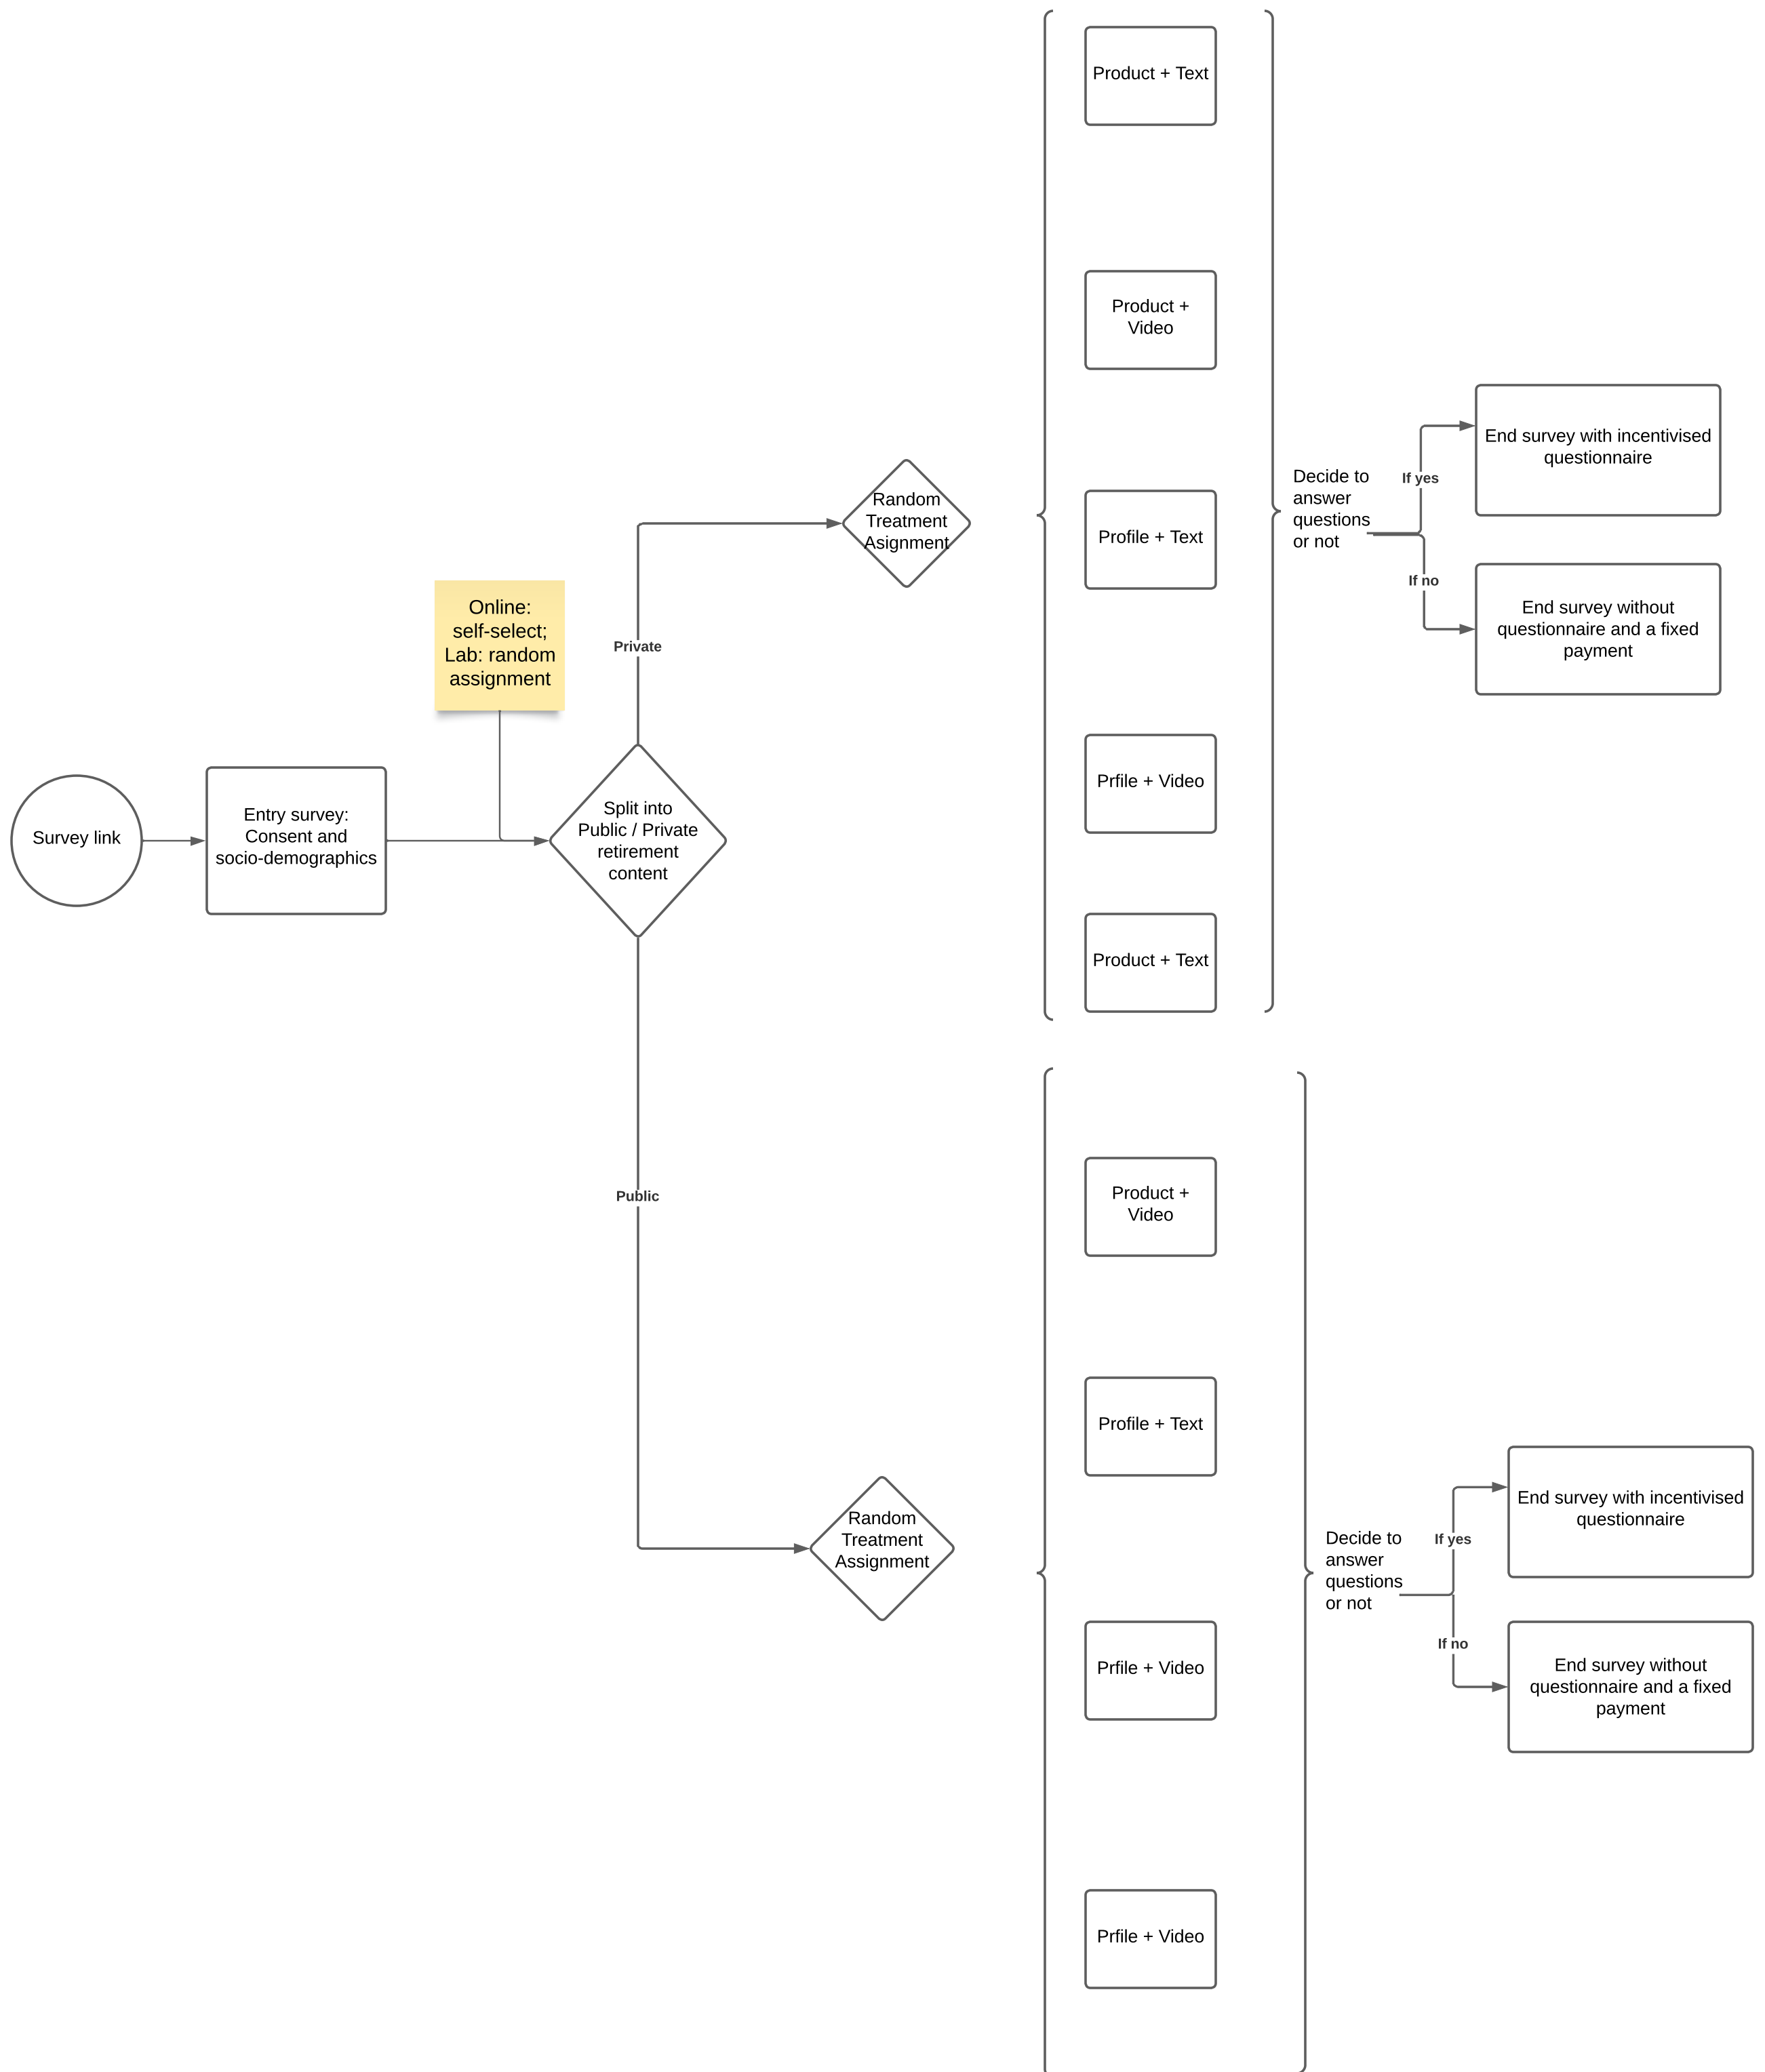 Survey link
Entry survey:
Consent and
socio-demographics
Online:
self-select;
Lab: random
assignment
Split into
Public / Private
retirement
content
Private
Random
Treatment
Asignment
Product + Text
Product +
Video
Profile + Text
Prfile + Video
Product + Text
Decide to
answer
questions
or not
If yes
End survey with incentivised
questionnaire
If no
End survey without
questionnaire and a fixed
payment
Public
Random
Treatment
Assignment
Product +
Video
Profile + Text
Prfile + Video
Prfile + Video
Decide to
answer
questions
or not
If yes
End survey with incentivised
questionnaire
If no
End survey without
questionnaire and a fixed
payment